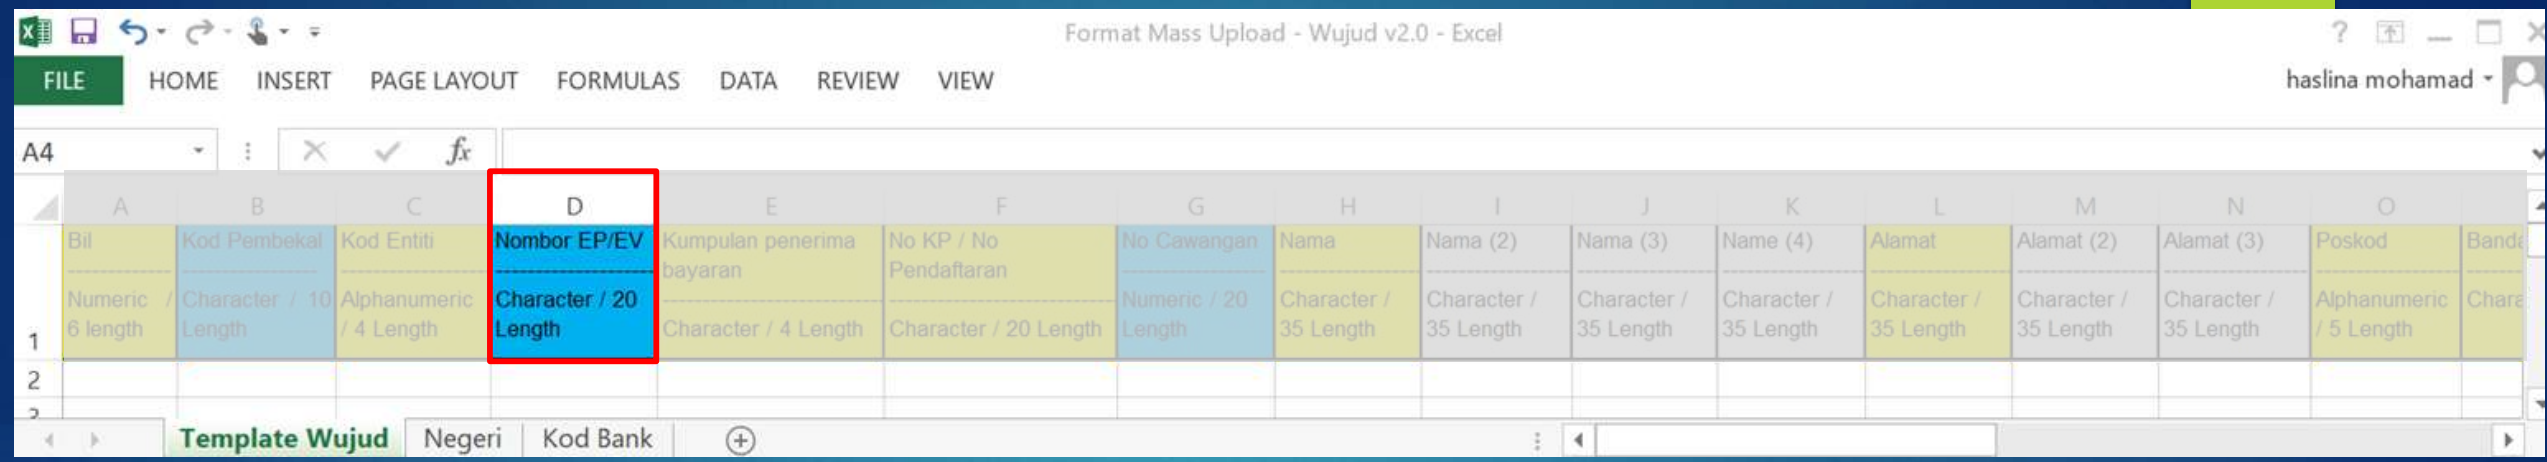 Format Mass Upload - Wujud v2.0 - Excel
FILE HOME INSERT PAGE LAYOUT FORMULAS DATA REVIEW VIEW
haslina mohamad
A4 fx
A B C D E F G H I J K L M N O
Bil
Numeric /
6 length
Kod Pembekal
Character / 10
Length
Kod Entiti
Alphanumeric
/ 4 Length
Nombor EP/EV
Character / 20
Length
Kumpulan penerima
bayaran
Character / 4 Length
No KP / No
Pendaftaran
Character / 20 Length
No Cawangan
Numeric / 20
Length
Nama
Character /
35 Length
Nama (2)
Character /
35 Length
Nama (3)
Character /
35 Length
Name (4)
Character /
35 Length
Alamat
Character /
35 Length
Alamat (2)
Character /
35 Length
Alamat (3)
Character /
35 Length
Poskod
Alphanumeric
/ 5 Length
1
2
Template Wujud Negeri Kod Bank